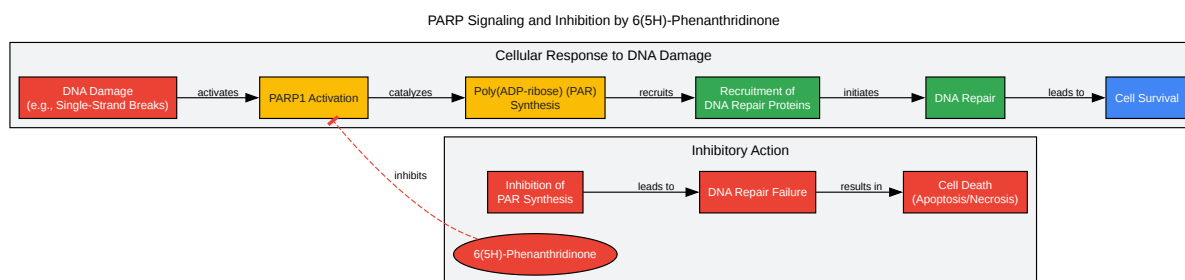 PARP Signaling and Inhibition by 6(5H)-Phenanthridinone
Cellular Response to DNA Damage
DNA Damage
(e.g., Single-Strand Breaks)
activates
PARP1 Activation
catalyzes
Poly(ADP-ribose) (PAR)
Synthesis
recruits
Recruitment of
DNA Repair Proteins
initiates
DNA Repair
leads to
Cell Survival
Inhibitory Action
inhibits
Inhibition of
PAR Synthesis
leads to
DNA Repair Failure
results in
Cell Death
(Apoptosis/Necrosis)
6(5H)-Phenanthridinone